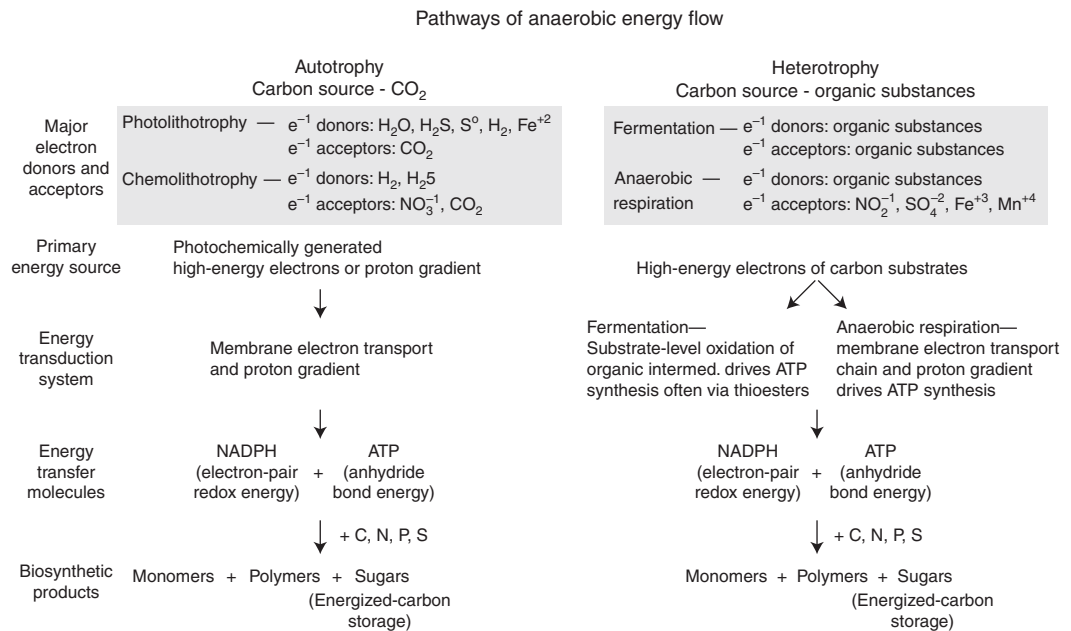 Pathways of anaerobic energy flow
Autotrophy
Carbon source - CO₂
Heterotrophy
Carbon source - organic substances
Major
electron
donors and
acceptors
Photolithotrophy — e⁻¹ donors: H₂O, H₂S, S°, H₂, Fe⁺²
e⁻¹ acceptors: CO₂
Chemolithotrophy — e⁻¹ donors: H₂, H₂5
e⁻¹ acceptors: NO₃⁻¹, CO₂
Fermentation — e⁻¹ donors: organic substances
e⁻¹ acceptors: organic substances
Anaerobic — e⁻¹ donors: organic substances
respiration e⁻¹ acceptors: NO₂⁻¹, SO₄⁻², Fe⁺³, Mn⁺⁴
Primary
energy source
Photochemically generated
high-energy electrons or proton gradient
High-energy electrons of carbon substrates
Energy
transduction
system
Membrane electron transport
and proton gradient
Fermentation—
Substrate-level oxidation of
organic intermed. drives ATP
synthesis often via thioesters
Anaerobic respiration—
membrane electron transport
chain and proton gradient
drives ATP synthesis
Energy
transfer
molecules
NADPH
(electron-pair
redox energy)
+
ATP
(anhydride
bond energy)
NADPH
(electron-pair
redox energy)
+
ATP
(anhydride
bond energy)
+ C, N, P, S
+ C, N, P, S
Biosynthetic
products
Monomers + Polymers + Sugars
(Energized-carbon
storage)
Monomers + Polymers + Sugars
(Energized-carbon
storage)